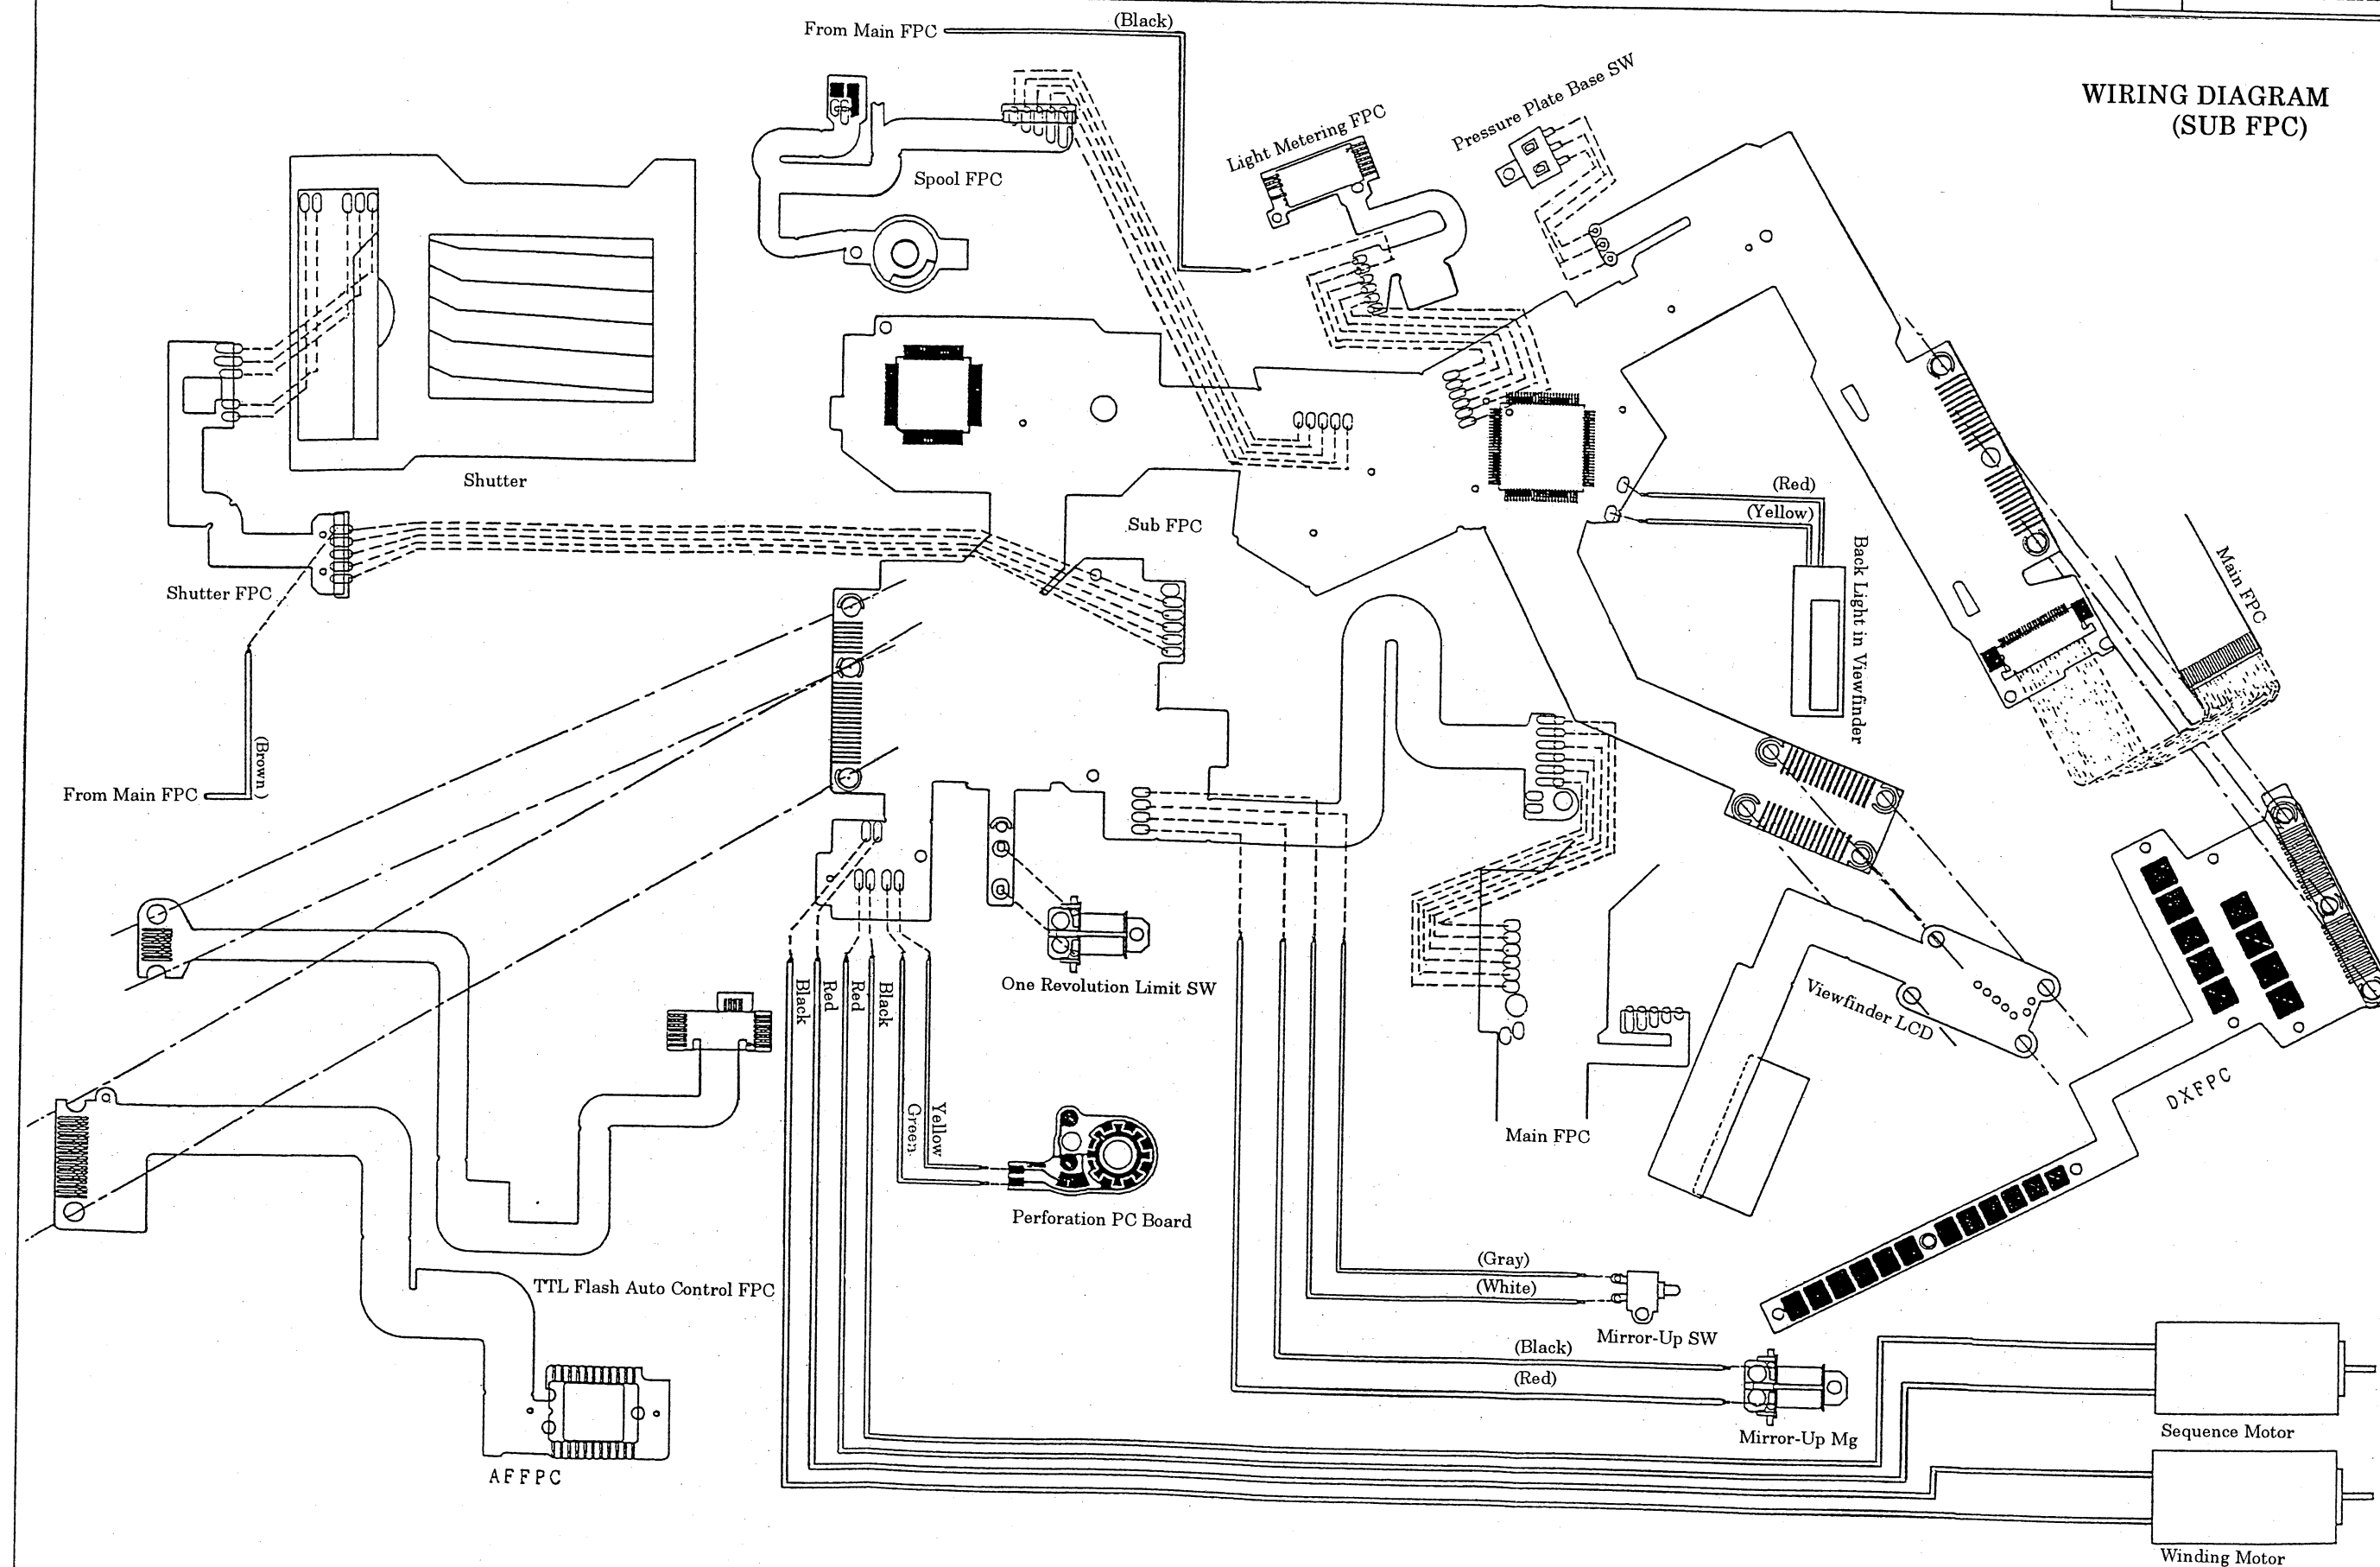 From Main FPC
(Black)
WIRING DIAGRAM
(SUB FPC)
Pressure Plate Base SW
Light Metering FPC
Spool FPC
Shutter
(Red)
(Yellow)
Sub FPC
Back Light in Viewfinder
Main FPC
Shutter FPC
(Brown)
From Main FPC
One Revolution Limit SW
Black
Red
Red
Black
Viewfinder LCD
DXFPC
Yellow
Green
Main FPC
Perforation PC Board
(Gray)
(White)
TTL Flash Auto Control FPC
Mirror-Up SW
(Black)
(Red)
Sequence Motor
Mirror-Up Mg
AFFPC
Winding Motor